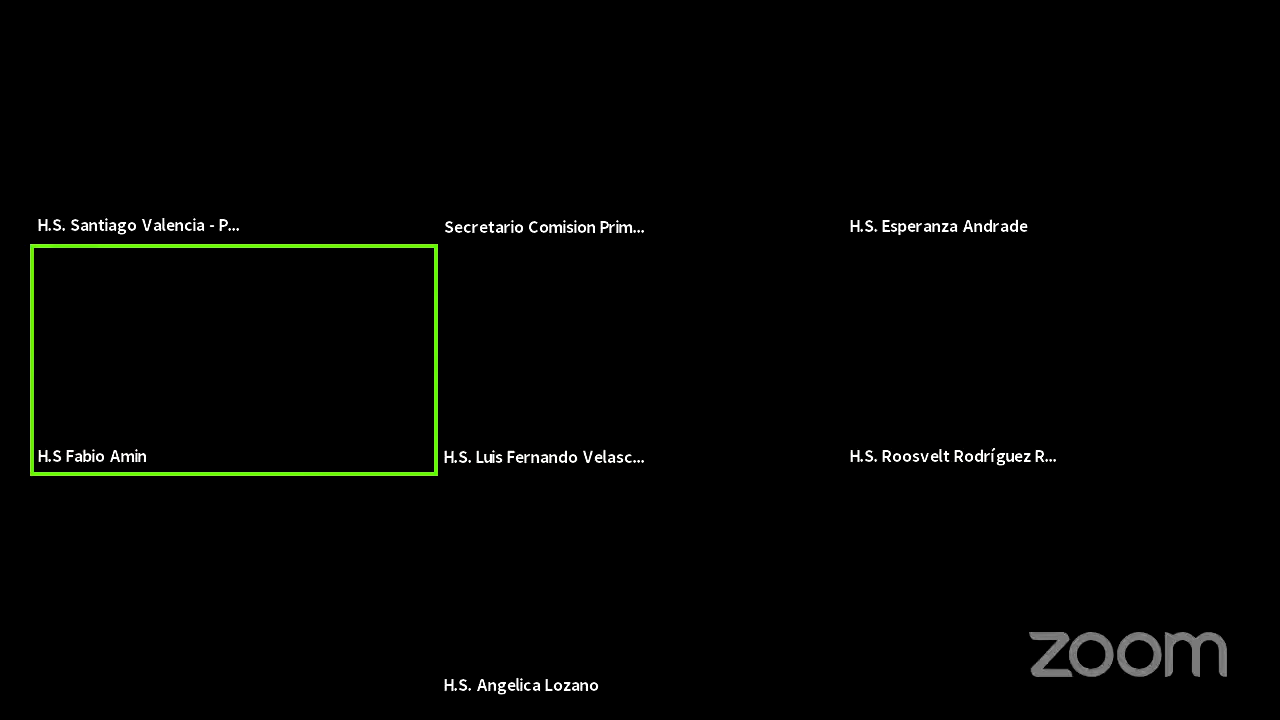 H.S. Santiago Valencia - P...
Secretario Comision Prim...
H.S. Esperanza Andrade
H.S Fabio Amin
H.S. Luis Fernando Velasc...
H.S. Roosvelt Rodríguez R...
H.S. Angelica Lozano
zoom